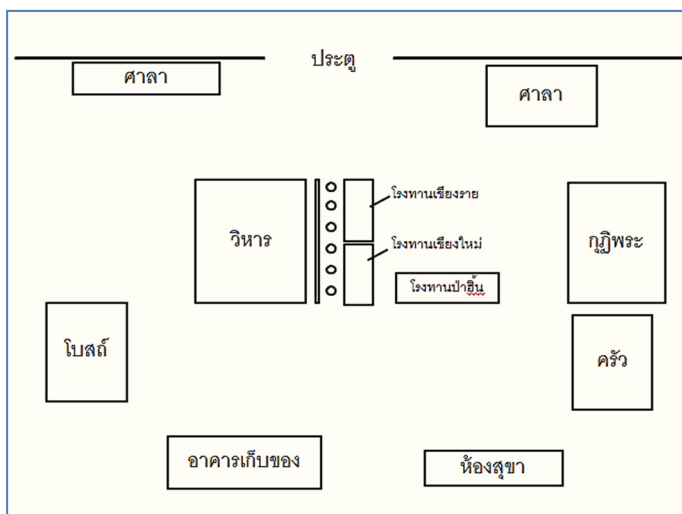 ประตู
ศาลา
ศาลา
โรงทานเชียงราย
วิหาร
โรงทานเชียงใหม่
กุฏิพระ
โรงทานป่าฮิ้น
โบสถ์
ครัว
อาคารเก็บของ
ห้องสุขา